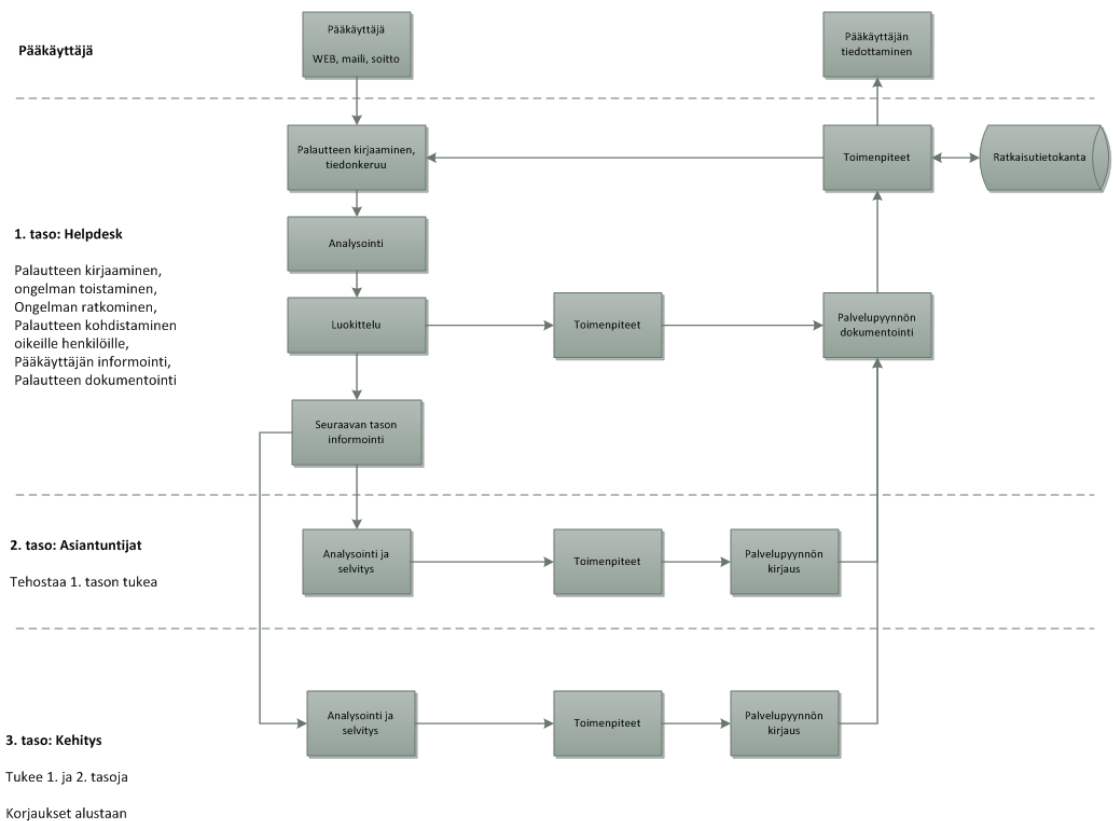 Pääkäyttäjä
Pääkäyttäjä
WEB, maili, soitto
Pääkäyttäjän
tiedottaminen
1. taso: Helpdesk
Palautteen kirjaaminen,
ongelman toistaminen,
Ongelman ratkominen,
Palautteen kohdistaminen
oikeille henkilöille,
Pääkäyttäjän informointi,
Palautteen dokumentointi
Palautteen kirjaaminen,
tiedonkeruu
Toimenpiteet
Ratkaisutietokanta
Analysointi
Luokittelu
Toimenpiteet
Palvelupyynnön
dokumentointi
Seuraavan tason
informointi
2. taso: Asiantuntijat
Tehostaa 1. tason tukea
Analysointi ja
selvitys
Toimenpiteet
Palvelupyynnön
kirjaus
3. taso: Kehitys
Tukee 1. ja 2. tasoja
Korjaukset alustaan
Analysointi ja
selvitys
Toimenpiteet
Palvelupyynnön
kirjaus